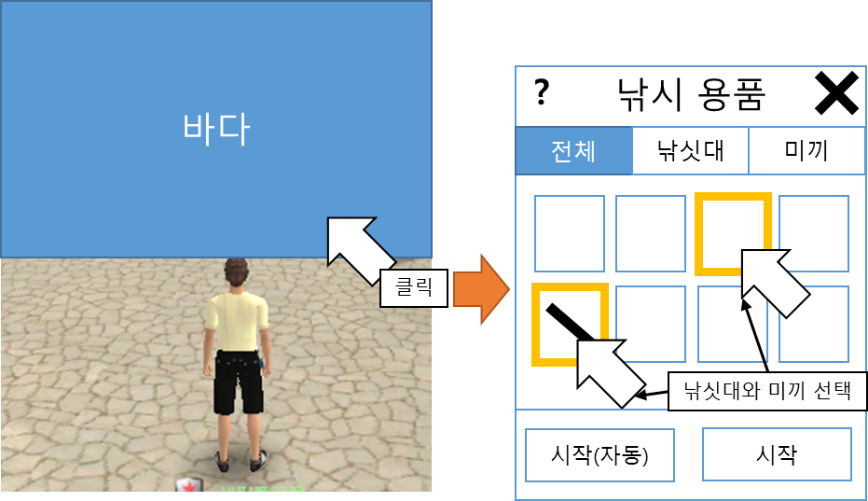 바다
클릭
? 낚시 용품
전체 낚싯대 미끼
낚싯대와 미끼 선택
시작(자동) 시작